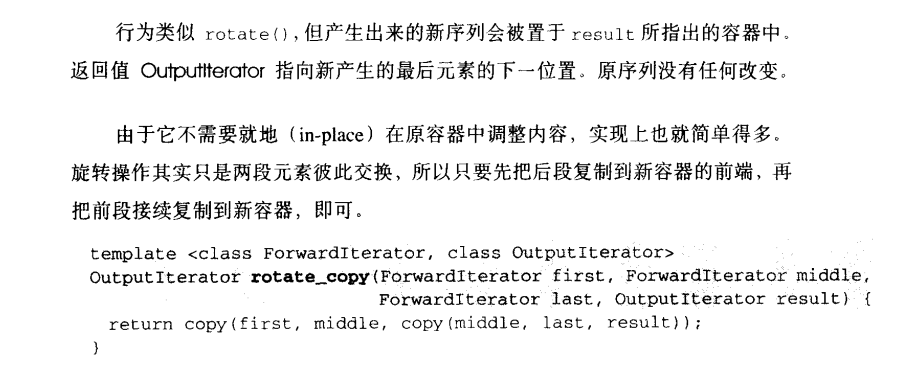 行为类似 rotate(),但产生出来的新序列会被置于 result 所指出的容器中。
返回值 OutputIterator 指向新产生的最后元素的下一位置。原序列没有任何改变。
由于它不需要就地（in-place）在原容器中调整内容，实现上也就简单得多。
旋转操作其实只是两段元素彼此交换，所以只要先把后段复制到新容器的前端，再
把前段接续复制到新容器，即可。
template <class ForwardIterator, class OutputIterator>
OutputIterator rotate_copy(ForwardIterator first, ForwardIterator middle,
ForwardIterator last, OutputIterator result) {
return copy(first, middle, copy(middle, last, result));
}